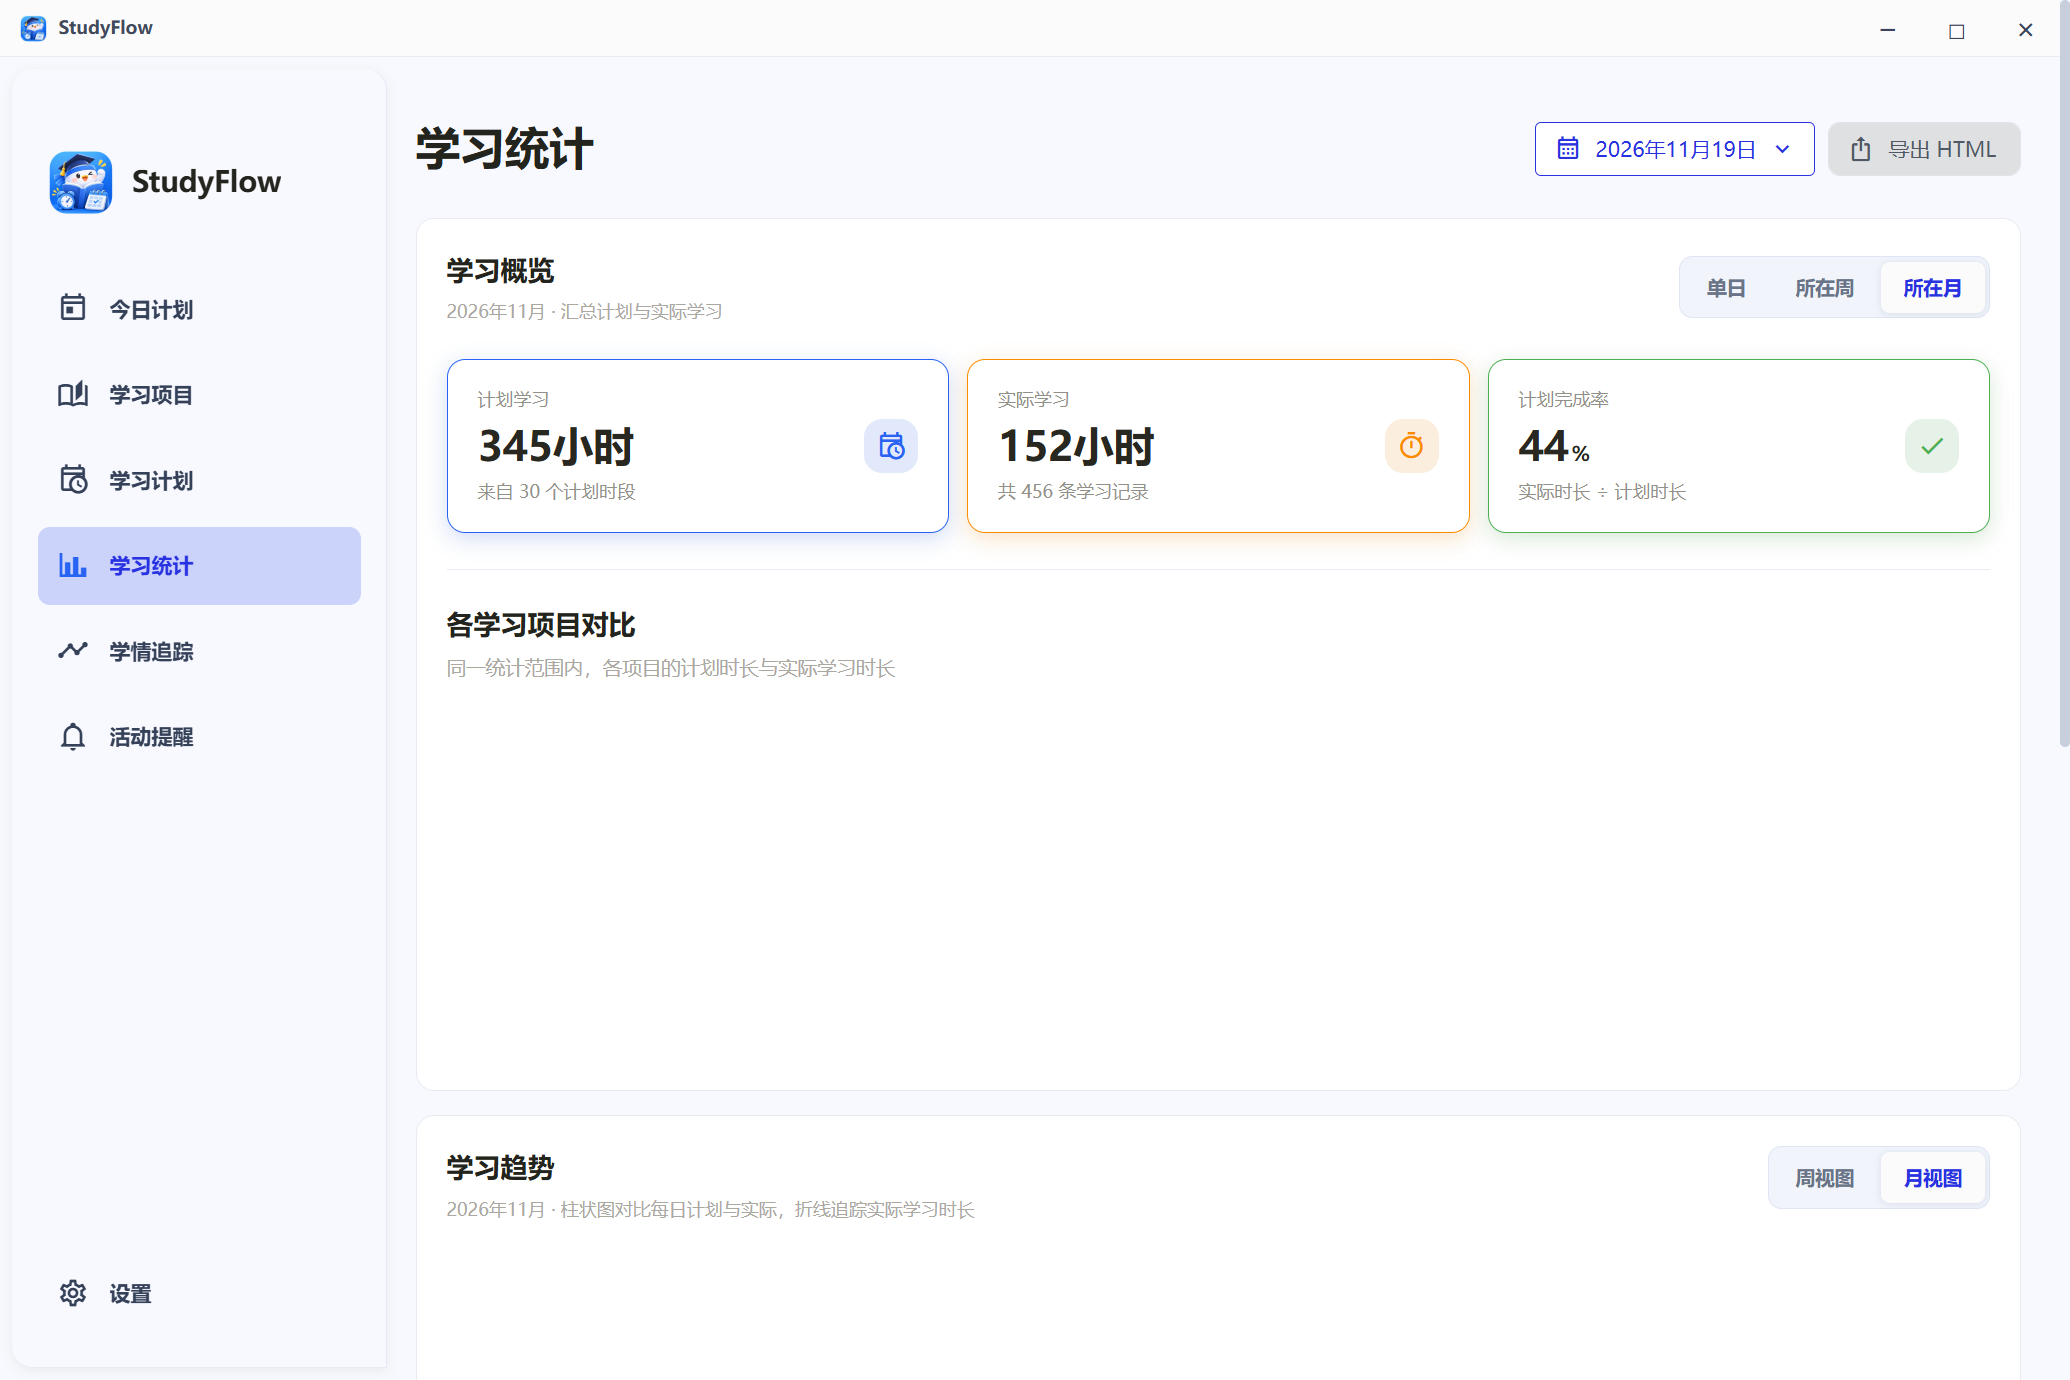 StudyFlow
StudyFlow
今日计划
学习项目
学习计划
学习统计
学情追踪
活动提醒
设置
学习统计
2026年11月19日
导出 HTML
学习概览
2026年11月 · 汇总计划与实际学习
单日
所在周
所在月
计划学习
345小时
来自 30 个计划时段
实际学习
152小时
共 456 条学习记录
计划完成率
44%
实际时长 ÷ 计划时长
各学习项目对比
同一统计范围内，各项目的计划时长与实际学习时长
学习趋势
2026年11月 · 柱状图对比每日计划与实际，折线追踪实际学习时长
周视图
月视图